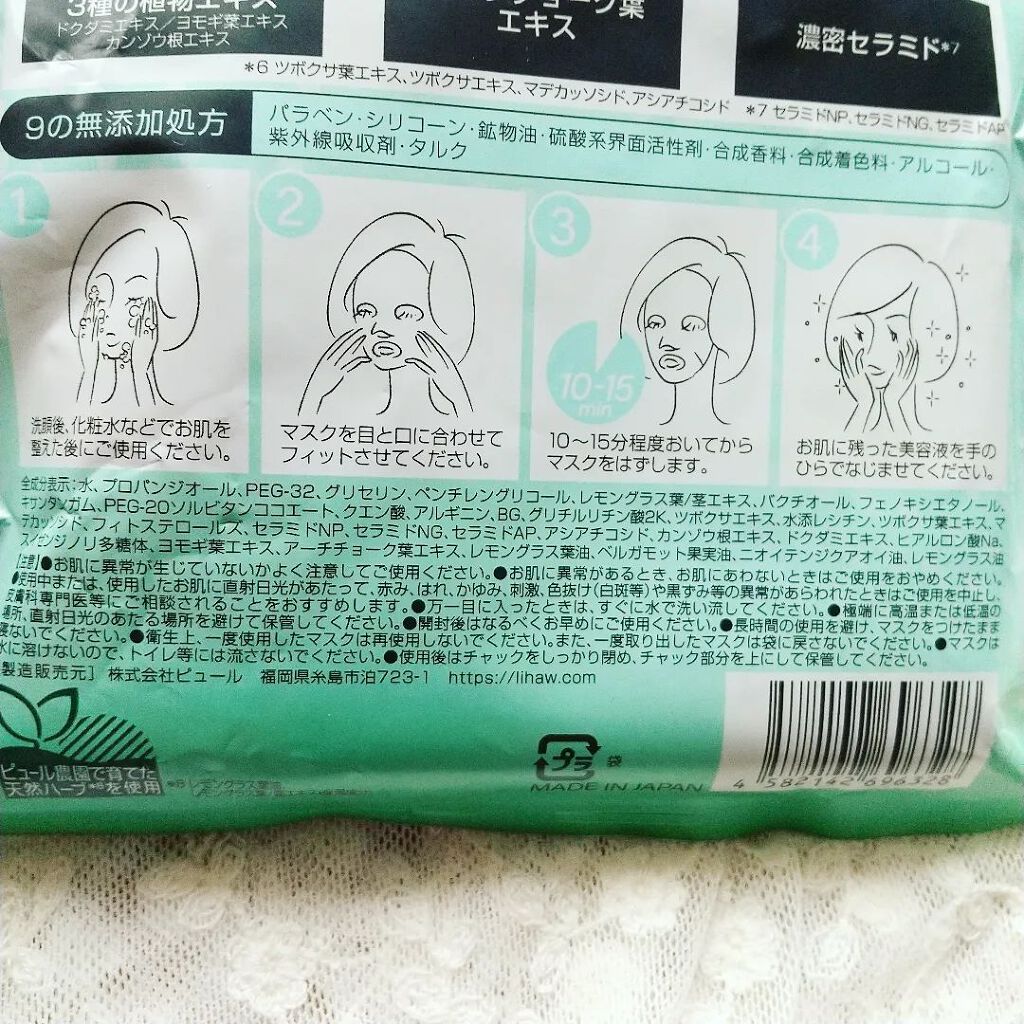 3種の植物エキス
ドクダミエキス／ヨモギ葉エキス
カンゾウ根エキス
チョーク葉
エキス
濃密セラミド*7
*6 ツボクサ葉エキス、ツボクサエキス、マデカッソシド、アシアチコシド *7 セラミドNP、セラミドNG、セラミドAP
9の無添加処方
パラベン・シリコーン・鉱物油・硫酸系界面活性剤・合成香料・合成着色料・アルコール・
紫外線吸収剤・タルク
1
2
3
4
10-15
min
洗顔後、化粧水などでお肌を
整えた後にご使用ください。
マスクを目と口に合わせて
フィットさせてください。
10〜15分程度おいてから
マスクをはずします。
お肌に残った美容液を手の
ひらでなじませてください。
全成分表示:水、プロパンジオール、PEG-32、グリセリン、ペンチレングリコール、レモングラス葉/茎エキス、バクチオール、フェノキシエタノール、
キサンタンガム、PEG-20ソルビタンココエート、クエン酸、アルギニン、BG、グリチルリチン酸2K、ツボクサエキス、水添レシチン、ツボクサ葉エキス、マ
デカッソシド、フィトステロールズ、セラミドNP、セラミドNG、セラミドAP、アシアチコシド、カンゾウ根エキス、ドクダミエキス、ヒアルロン酸Na、
スイゼンジノリ多糖体、ヨモギ葉エキス、アーチチョーク葉エキス、レモングラス葉油、ベルガモット果実油、ニオイテンジクアオイ油、レモングラス油
【注意】●お肌に異常が生じていないかよく注意してご使用ください。●お肌に異常があるとき、お肌にあわないときはご使用をおやめください。
●使用中または、使用したお肌に直射日光があたって、赤み、はれ、かゆみ、刺激、色抜け(白斑等)や黒ずみ等の異常があらわれたときはご使用を中止し、
皮膚科専門医等にご相談されることをおすすめします。●万一目に入ったときは、すぐに水で洗い流してください。●極端に高温または低温の
場所、直射日光のあたる場所を避けて保管してください。●開封後はなるべくお早めにご使用ください。●長時間の使用を避け、マスクをつけたまま
寝ないでください。●衛生上、一度使用したマスクは再使用しないでください。また、一度取り出したマスクは袋に戻さないでください。●マスクは
水に溶けないので、トイレ等には流さないでください。●使用後はチャックをしっかり閉め、チャック部分を上にして保管してください。
製造販売元] 株式会社ピュール 福岡県糸島市泊723-1 https://lihaw.com
ピュール農園で育てた
天然ハーブ*8を使用
プラ
袋
MADE IN JAPAN
4 582142 696328